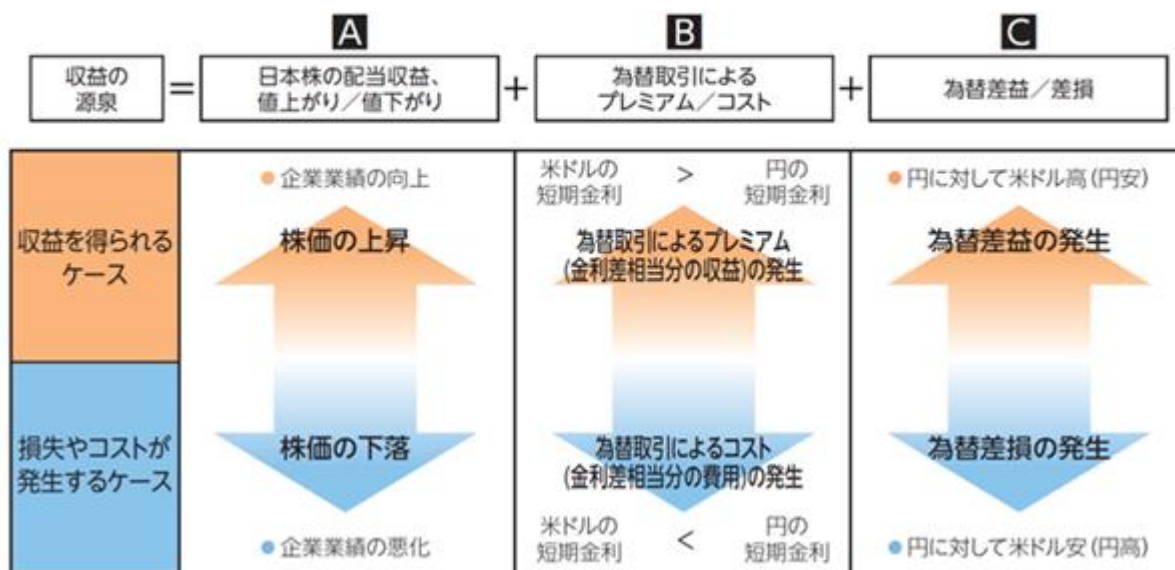 A
B
C
収益の
源泉
=
日本株の配当収益、
値上がり／値下がり
+
為替取引による
プレミアム／コスト
+
為替差益／差損
収益を得られる
ケース
●企業業績の向上
株価の上昇
米ドルの
短期金利
>
円の
短期金利
為替取引によるプレミアム
(金利差相当分の収益)の発生
●円に対して米ドル高(円安)
為替差益の発生
損失やコストが
発生するケース
株価の下落
●企業業績の悪化
為替取引によるコスト
(金利差相当分の費用)の発生
米ドルの
短期金利
<
円の
短期金利
為替差損の発生
●円に対して米ドル安(円高)